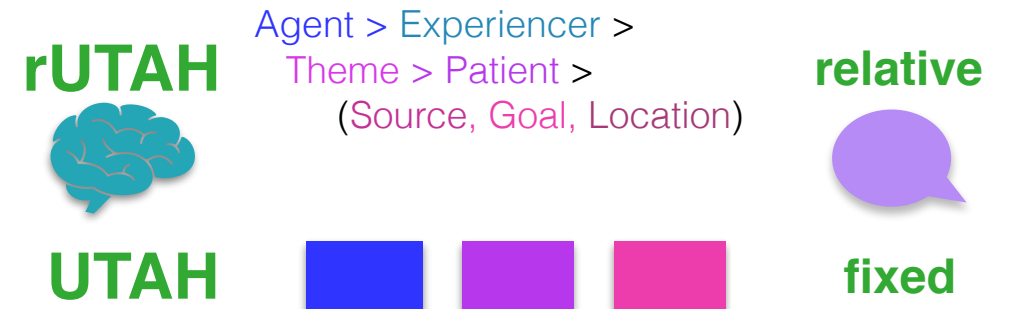 rUTAH
Agent > Experiencer >
Theme > Patient >
(Source, Goal, Location)
relative
UTAH
fixed